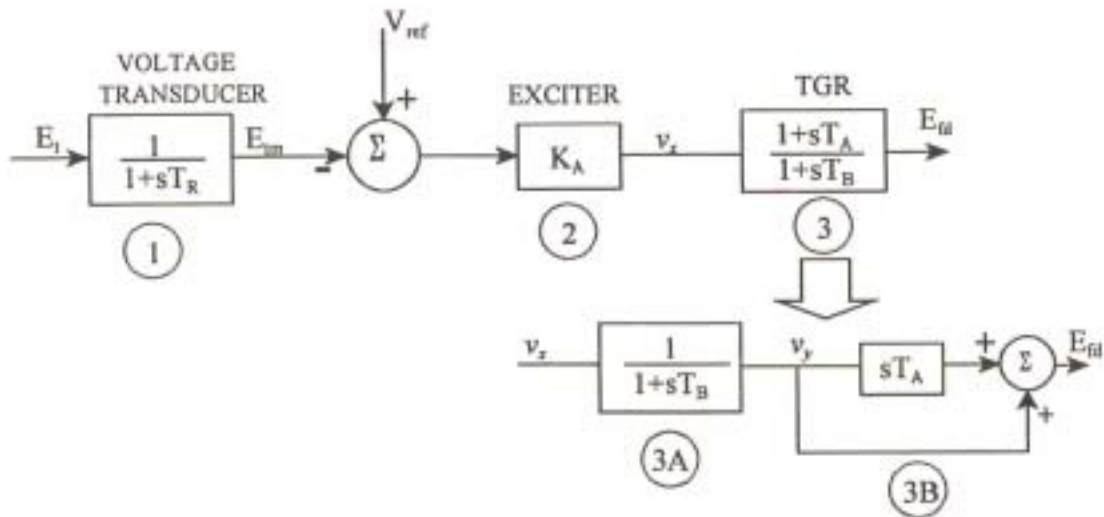 V_ref
VOLTAGE
TRANSDUCER
EXCITER
TGR
E_t
1
1+sT_R
E_tm
+
-
Σ
K_A
v_x
1+sT_A
1+sT_B
E_fd
1
2
3
v_x
1
1+sT_B
v_y
sT_A
+
Σ
E_fd
+
3A
3B